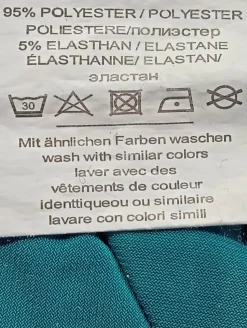 95% POLYESTER / POLYESTER
POLIESTERE/полиэстер
5% ELASTHAN / ELASTANE
ÉLASTHANNE/ ELASTAN/
эластан
30
Mit ähnlichen Farben waschen
wash with similar colors
laver avec des
vêtements de couleur
identtiqueou ou similaire
lavare con colori simili